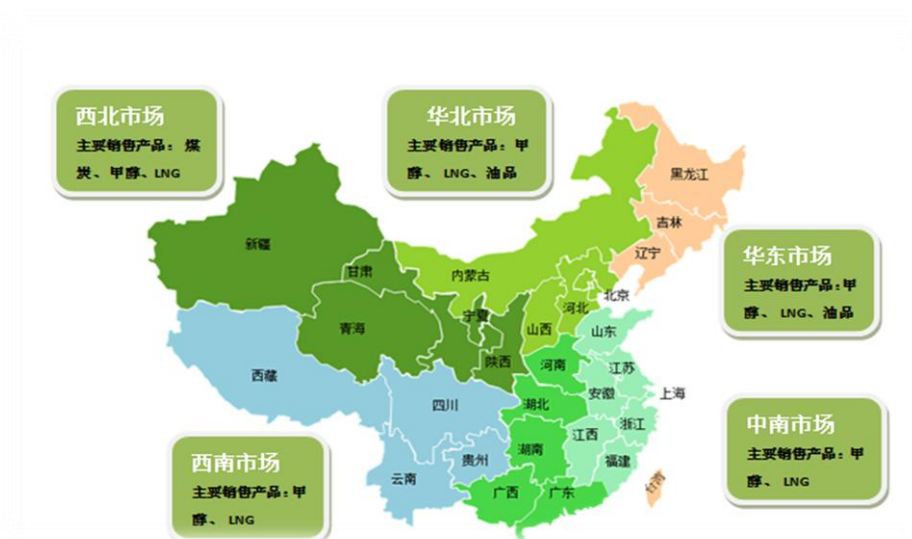 西北市场
主要销售产品：煤
炭、甲醇、LNG
华北市场
主要销售产品：甲
醇、LNG、油品
黑龙江
吉林
辽宁
新疆
甘肃
内蒙古
北京
河北
宁夏
山西
青海
陕西
山东
华东市场
主要销售产品：甲
醇、LNG、油品
河南
江苏
西藏
安徽
上海
四川
湖北
浙江
江西
湖南
贵州
福建
云南
广西
广东
台湾
中南市场
主要销售产品：甲
醇、LNG
西南市场
主要销售产品：甲
醇、LNG